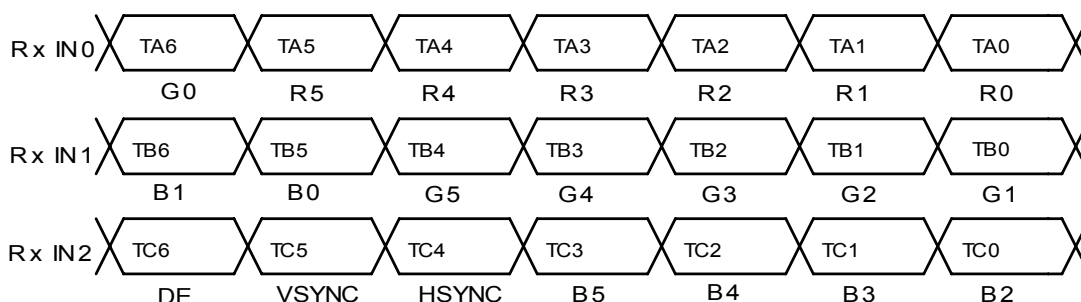 Rx IN0 TA6 TA5 TA4 TA3 TA2 TA1 TA0
G0 R5 R4 R3 R2 R1 R0
Rx IN1 TB6 TB5 TB4 TB3 TB2 TB1 TB0
B1 B0 G5 G4 G3 G2 G1
Rx IN2 TC6 TC5 TC4 TC3 TC2 TC1 TC0
DE VSYNC HSYNC B5 B4 B3 B2